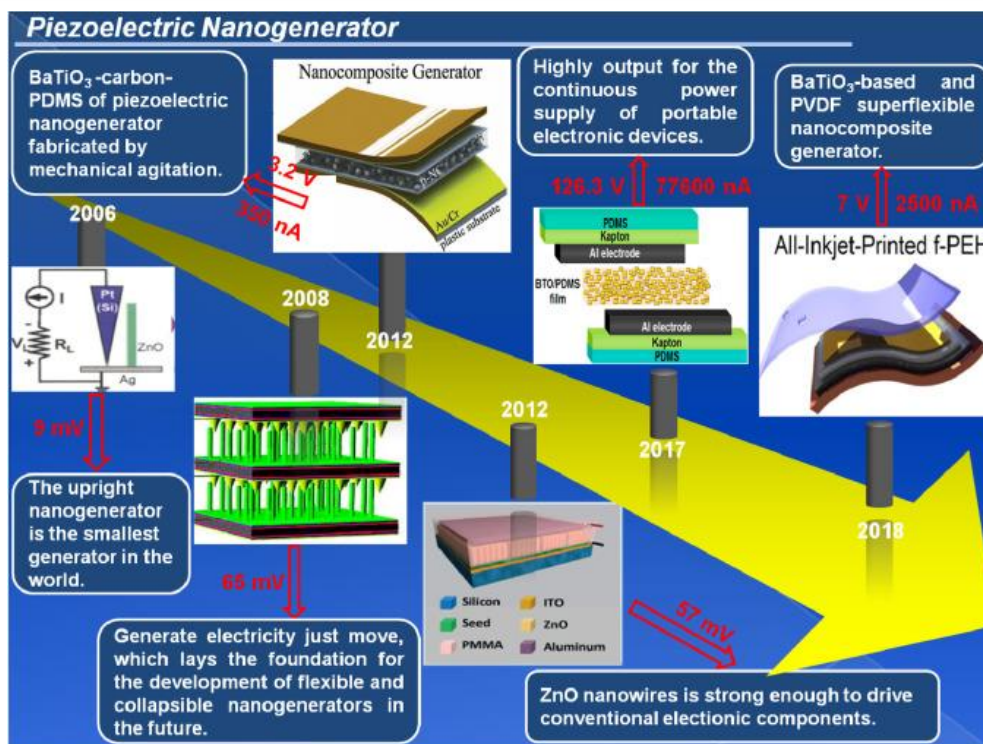 Piezoelectric Nanogenerator
BaTiO₃-carbon-
PDMS of piezoelectric
nanogenerator
fabricated by
mechanical agitation.
Nanocomposite Generator
p-NC
Au/Cr
plastic substrate
3.2 V
350 nA
Highly output for the
continuous power
supply of portable
electronic devices.
BaTiO₃-based and
PVDF superflexible
nanocomposite
generator.
126.3 V 77600 nA
7 V 2500 nA
2006
I
V
R_L
Pt
(Si)
ZnO
Ag
9 mV
The upright
nanogenerator
is the smallest
generator in the
world.
2008
65 mV
Generate electricity just move,
which lays the foundation for
the development of flexible and
collapsible nanogenerators in
the future.
2012
2012
Silicon ITO
Seed ZnO
PMMA Aluminum
57 mV
ZnO nanowires is strong enough to drive
conventional electionic components.
PDMS
Kapton
Al electrode
BTO/PDMS
film
Al electrode
Kapton
PDMS
2017
All-Inkjet-Printed f-PEH
2018